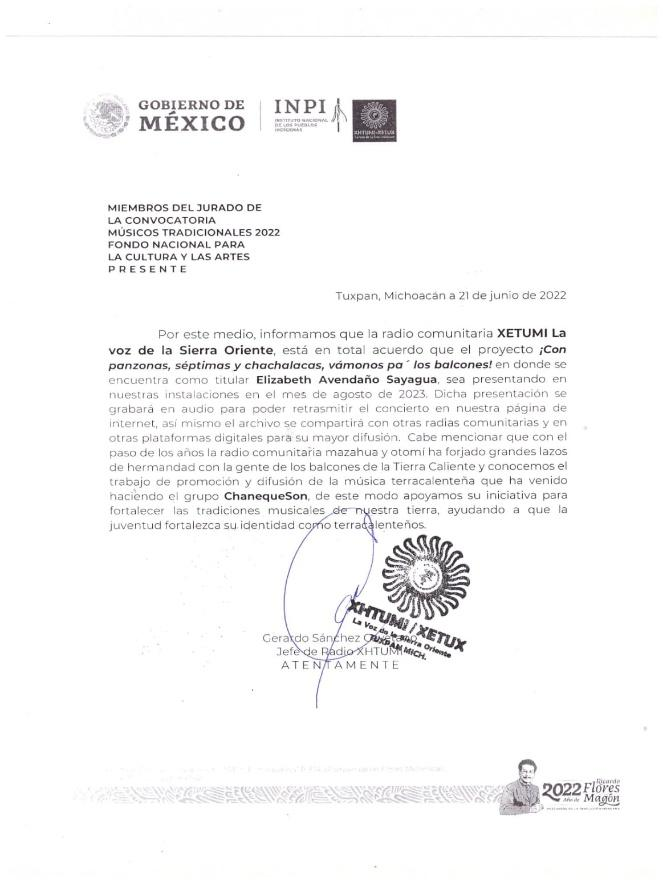 GOBIERNO DE
MÉXICO
INPI
INSTITUTO NACIONAL
DE LOS PUEBLOS
INDÍGENAS
XHTUMI-XETUX
MIEMBROS DEL JURADO DE
LA CONVOCATORIA
MÚSICOS TRADICIONALES 2022
FONDO NACIONAL PARA
LA CULTURA Y LAS ARTES
P R E S E N T E
Tuxpan, Michoacán a 21 de junio de 2022
Por este medio, informamos que la radio comunitaria XETUMI La
voz de la Sierra Oriente, está en total acuerdo que el proyecto ¡Con
panzonas, séptimas y chachalacas, vámonos pa´ los balcones! en donde se
encuentra como titular Elizabeth Avendaño Sayagua, sea presentando en
nuestras instalaciones en el mes de agosto de 2023. Dicha presentación se
grabará en audio para poder retrasmitir el concierto en nuestra página de
internet, así mismo el archivo se compartirá con otras radias comunitarias y en
otras plataformas digitales para su mayor difusión. Cabe mencionar que con el
paso de los años la radio comunitaria mazahua y otomí ha forjado grandes lazos
de hermandad con la gente de los balcones de la Tierra Caliente y conocemos el
trabajo de promoción y difusión de la música terracalenteña que ha venido
haciendo el grupo ChanequeSon, de este modo apoyamos su iniciativa para
fortalecer las tradiciones musicales de nuestra tierra, ayudando a que la
juventud fortalezca su identidad como terracalenteños.
XHTUMI / XETUX
La Voz de la Sierra Oriente
TUXPAN, MICH.
Gerardo Sánchez
Jefe de Radio XHTUMI
A T E N T A M E N T E
2022 Ricardo
Flores
Año de Magón